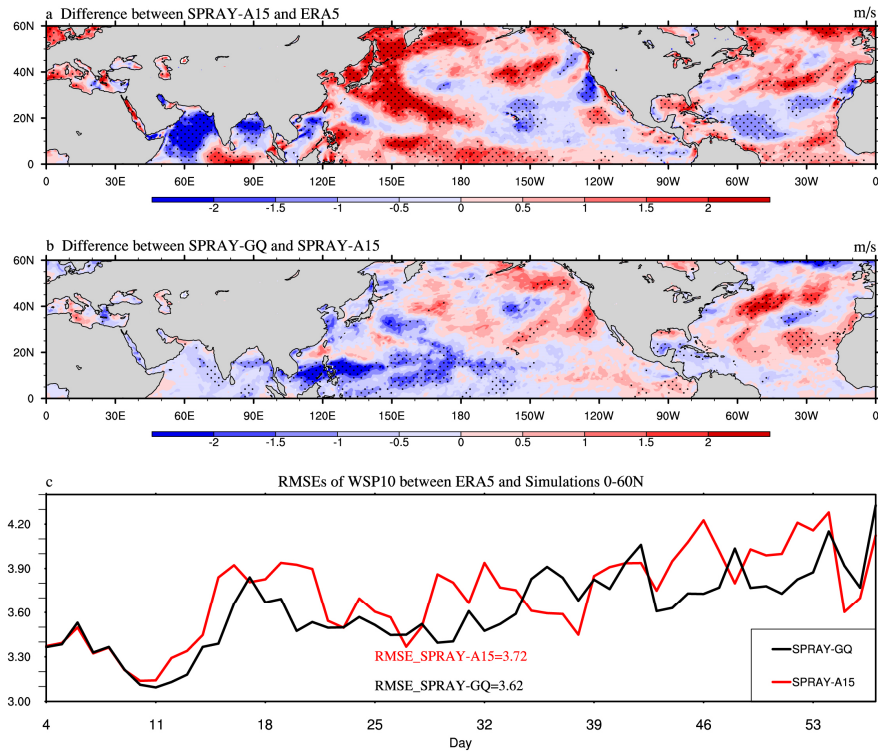 a Difference between SPRAY-A15 and ERA5 m/s
60N
40N
20N
0
0 30E 60E 90E 120E 150E 180 150W 120W 90W 60W 30W 0
-2 -1.5 -1 -0.5 0 0.5 1 1.5 2
b Difference between SPRAY-GQ and SPRAY-A15 m/s
60N
40N
20N
0
0 30E 60E 90E 120E 150E 180 150W 120W 90W 60W 30W 0
-2 -1.5 -1 -0.5 0 0.5 1 1.5 2
c RMSEs of WSP10 between ERA5 and Simulations 0-60N
4.20
3.90
3.60
3.30
3.00
RMSE_SPRAY-A15=3.72
RMSE_SPRAY-GQ=3.62
SPRAY-GQ
SPRAY-A15
4 11 18 25 32 39 46 53
Day